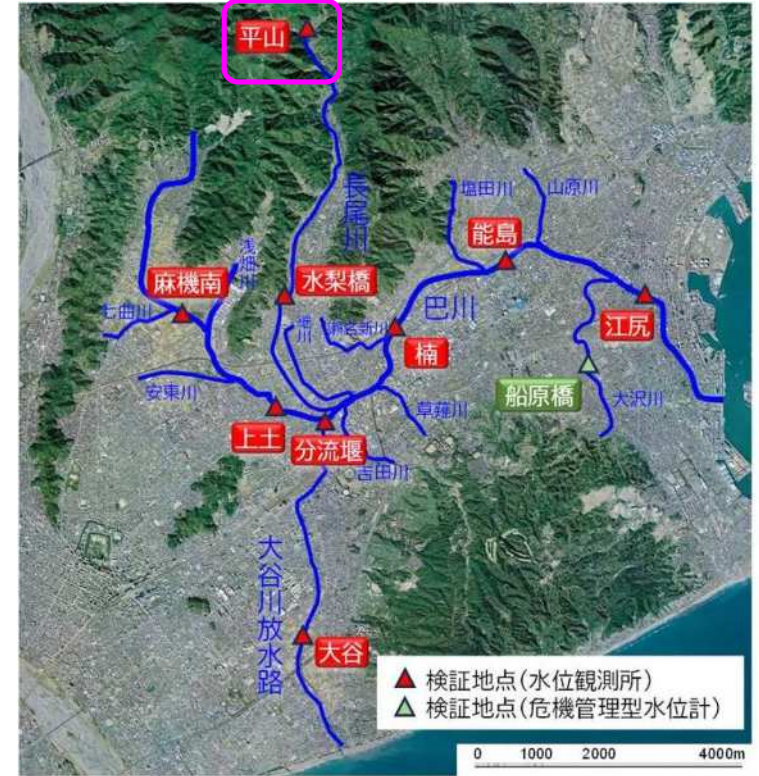 平山
長尾川
塩田川
山原川
能島
浅畑川
麻機南
水梨橋
七曲川
巴川
江尻
楠
船原橋
安東川
大沢川
草薙川
上土
分流堰
吉田川
大谷川放水路
大谷
検証地点(水位観測所)
検証地点(危機管理型水位計)
0 1000 2000 4000m